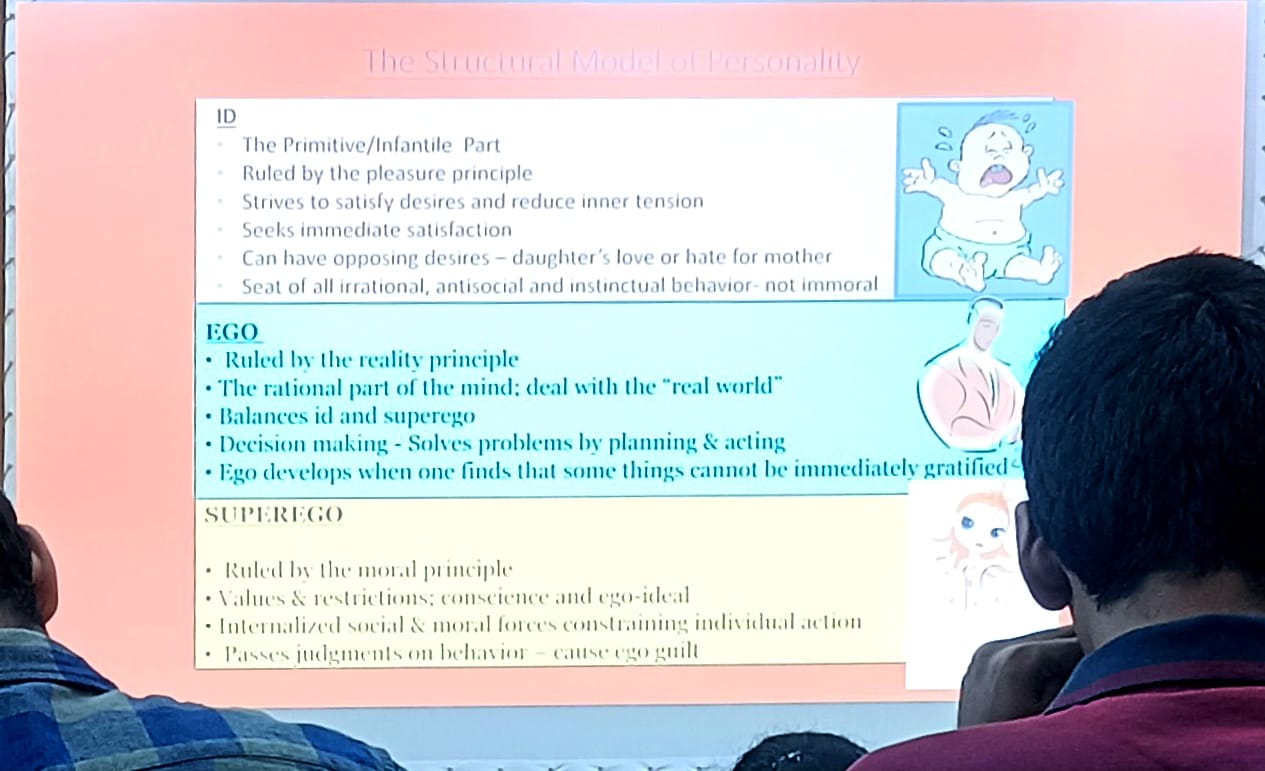 The Structural Model of Personality
ID
• The Primitive/Infantile Part
• Ruled by the pleasure principle
• Strives to satisfy desires and reduce inner tension
• Seeks immediate satisfaction
• Can have opposing desires – daughter's love or hate for mother
• Seat of all irrational, antisocial and instinctual behavior- not immoral
EGO
• Ruled by the reality principle
• The rational part of the mind; deal with the “real world”
• Balances id and superego
• Decision making - Solves problems by planning & acting
• Ego develops when one finds that some things cannot be immediately gratified
SUPEREGO
• Ruled by the moral principle
• Values & restrictions; conscience and ego-ideal
• Internalized social & moral forces constraining individual action
• Passes judgments on behavior – cause ego guilt